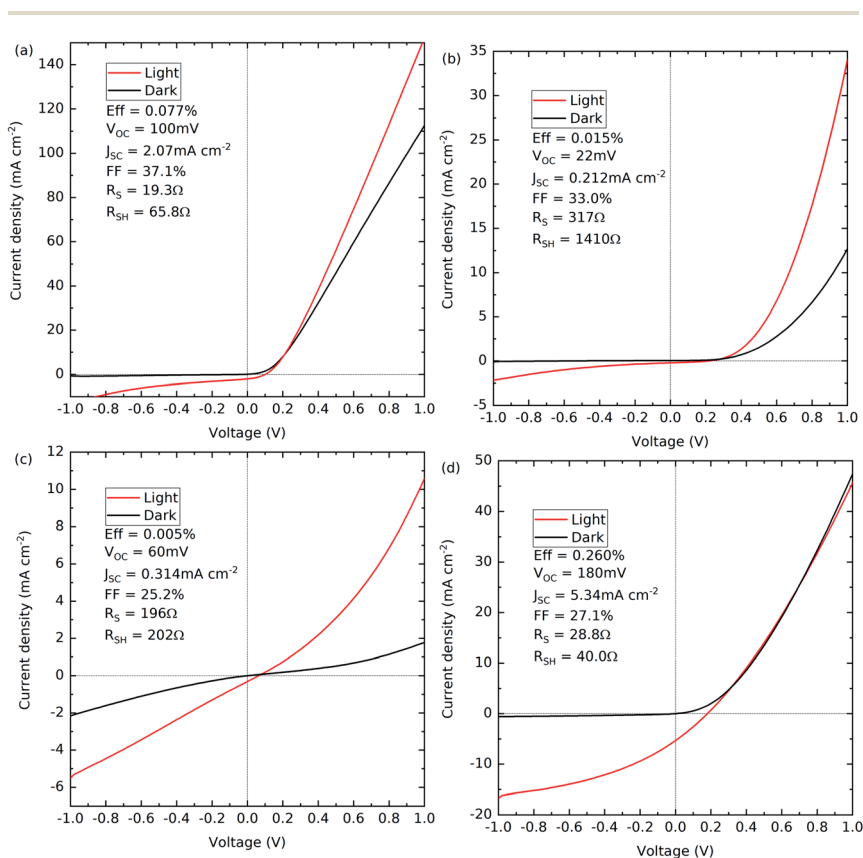 (a)
Current density (mA cm⁻²)
140
120
100
80
60
40
20
0
Light
Dark
Eff = 0.077%
V_OC = 100mV
J_SC = 2.07mA cm⁻²
FF = 37.1%
R_S = 19.3Ω
R_SH = 65.8Ω
-1.0 -0.8 -0.6 -0.4 -0.2 0.0 0.2 0.4 0.6 0.8 1.0
Voltage (V)
(b)
Current density (mA cm⁻²)
35
30
25
20
15
10
5
0
-5
Light
Dark
Eff = 0.015%
V_OC = 22mV
J_SC = 0.212mA cm⁻²
FF = 33.0%
R_S = 317Ω
R_SH = 1410Ω
-1.0 -0.8 -0.6 -0.4 -0.2 0.0 0.2 0.4 0.6 0.8 1.0
Voltage (V)
(c)
Current density (mA cm⁻²)
12
10
8
6
4
2
0
-2
-4
-6
Light
Dark
Eff = 0.005%
V_OC = 60mV
J_SC = 0.314mA cm⁻²
FF = 25.2%
R_S = 196Ω
R_SH = 202Ω
-1.0 -0.8 -0.6 -0.4 -0.2 0.0 0.2 0.4 0.6 0.8 1.0
Voltage (V)
(d)
Current density (mA cm⁻²)
50
40
30
20
10
0
-10
-20
Light
Dark
Eff = 0.260%
V_OC = 180mV
J_SC = 5.34mA cm⁻²
FF = 27.1%
R_S = 28.8Ω
R_SH = 40.0Ω
-1.0 -0.8 -0.6 -0.4 -0.2 0.0 0.2 0.4 0.6 0.8 1.0
Voltage (V)